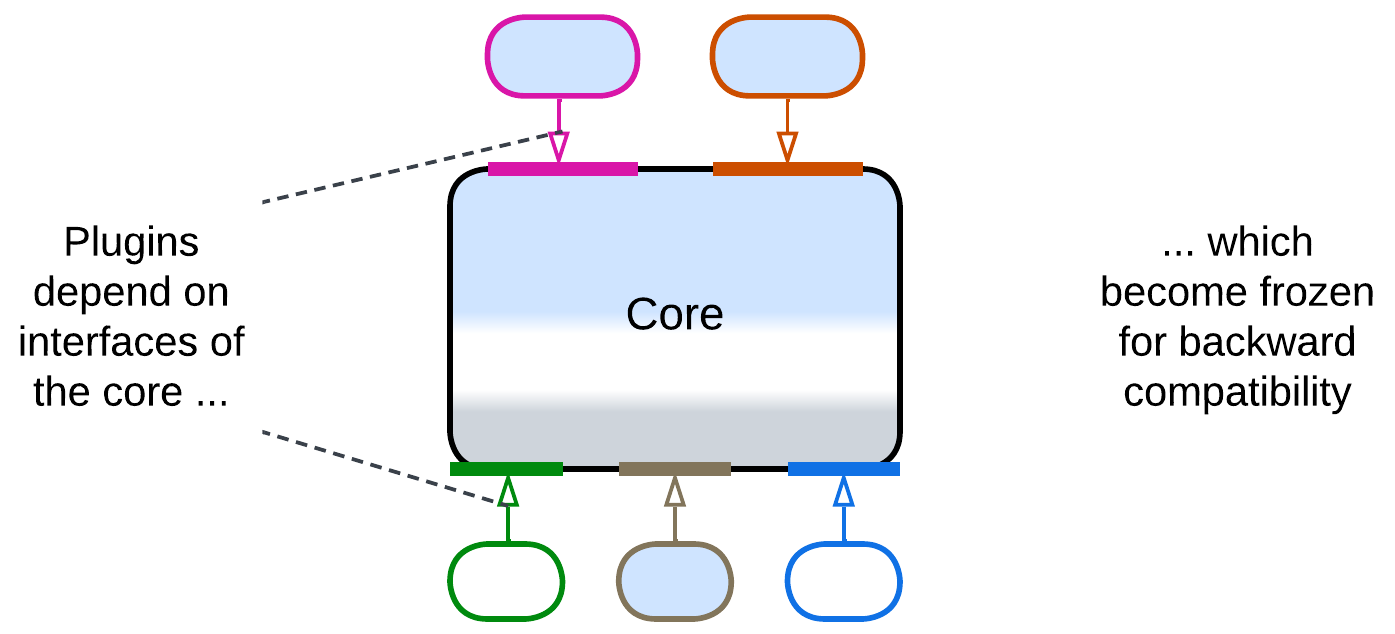 Plugins
depend on
interfaces of
the core ...
Core
... which
become frozen
for backward
compatibility